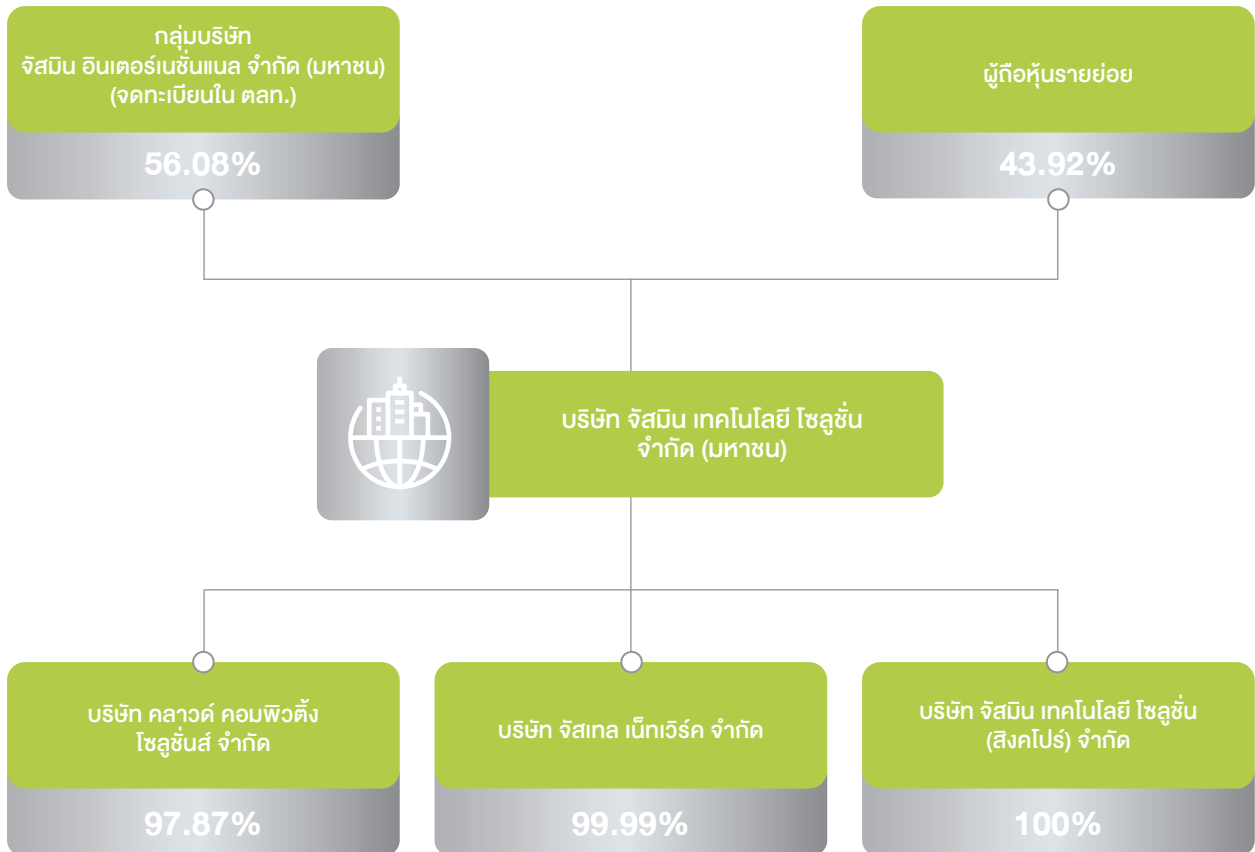 กลุ่มบริษัท
จัสมิน อินเตอร์เนชั่นแนล จำกัด (มหาชน)
(จดทะเบียนใน ตลท.)
56.08%
ผู้ถือหุ้นรายย่อย
43.92%
บริษัท จัสมิน เทคโนโลยี โซลูชั่น
จำกัด (มหาชน)
บริษัท คลาวด์ คอมพิวติ้ง
โซลูชั่นส์ จำกัด
97.87%
บริษัท จัสเทล เน็ทเวิร์ค จำกัด
99.99%
บริษัท จัสมิน เทคโนโลยี โซลูชั่น
(สิงคโปร์) จำกัด
100%